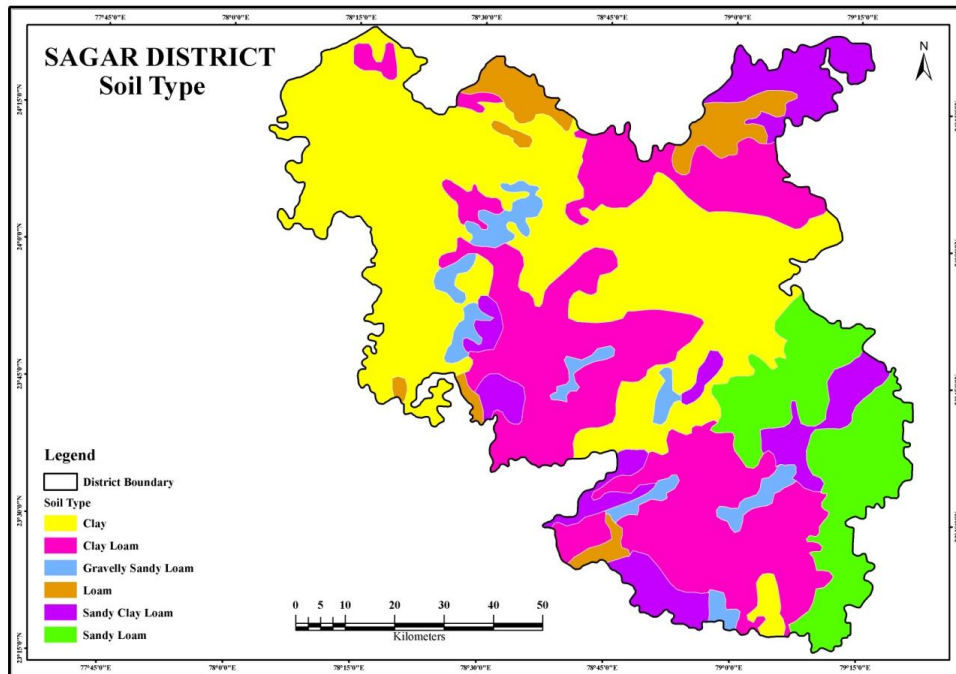 77°45'0"E 78°0'0"E 78°15'0"E 78°30'0"E 78°45'0"E 79°0'0"E 79°15'0"E
SAGAR DISTRICT
Soil Type
N
24°15'0"N
24°0'0"N
23°45'0"N
23°30'0"N
23°15'0"N
Legend
District Boundary
Soil Type
Clay
Clay Loam
Gravelly Sandy Loam
Loam
Sandy Clay Loam
Sandy Loam
0 5 10 20 30 40 50
Kilometers
77°45'0"E 78°0'0"E 78°15'0"E 78°30'0"E 78°45'0"E 79°0'0"E 79°15'0"E